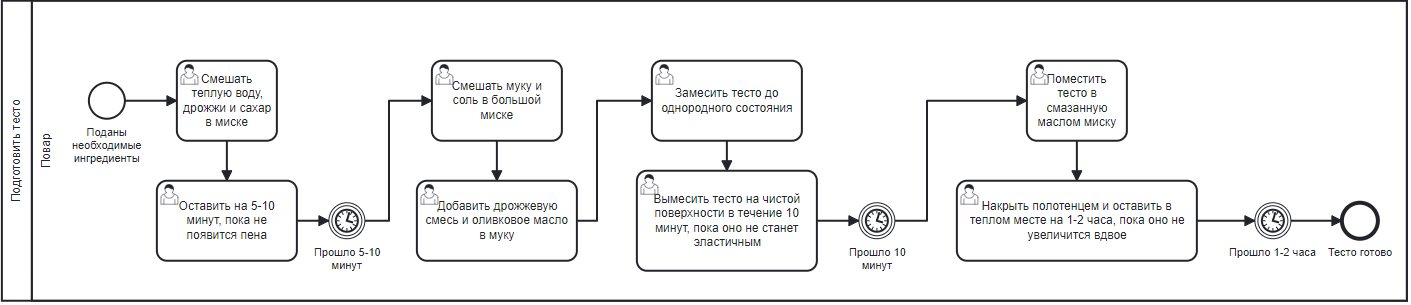 Подготовить тесто
Повар
Поданы
необходимые
ингредиенты
Смешать
теплую воду,
дрожжи и сахар
в миске
Оставить на 5-10
минут, пока не
появится пена
Прошло 5-10
минут
Смешать муку и
соль в большой
миске
Добавить дрожжевую
смесь и оливковое масло
в муку
Замесить тесто до
однородного состояния
Вымесить тесто на чистой
поверхности в течение 10
минут, пока оно не станет
эластичным
Прошло 10
минут
Поместить
тесто в
смазанную
маслом миску
Накрыть полотенцем и оставить в
теплом месте на 1-2 часа, пока оно не
увеличится вдвое
Прошло 1-2 часа
Тесто готово